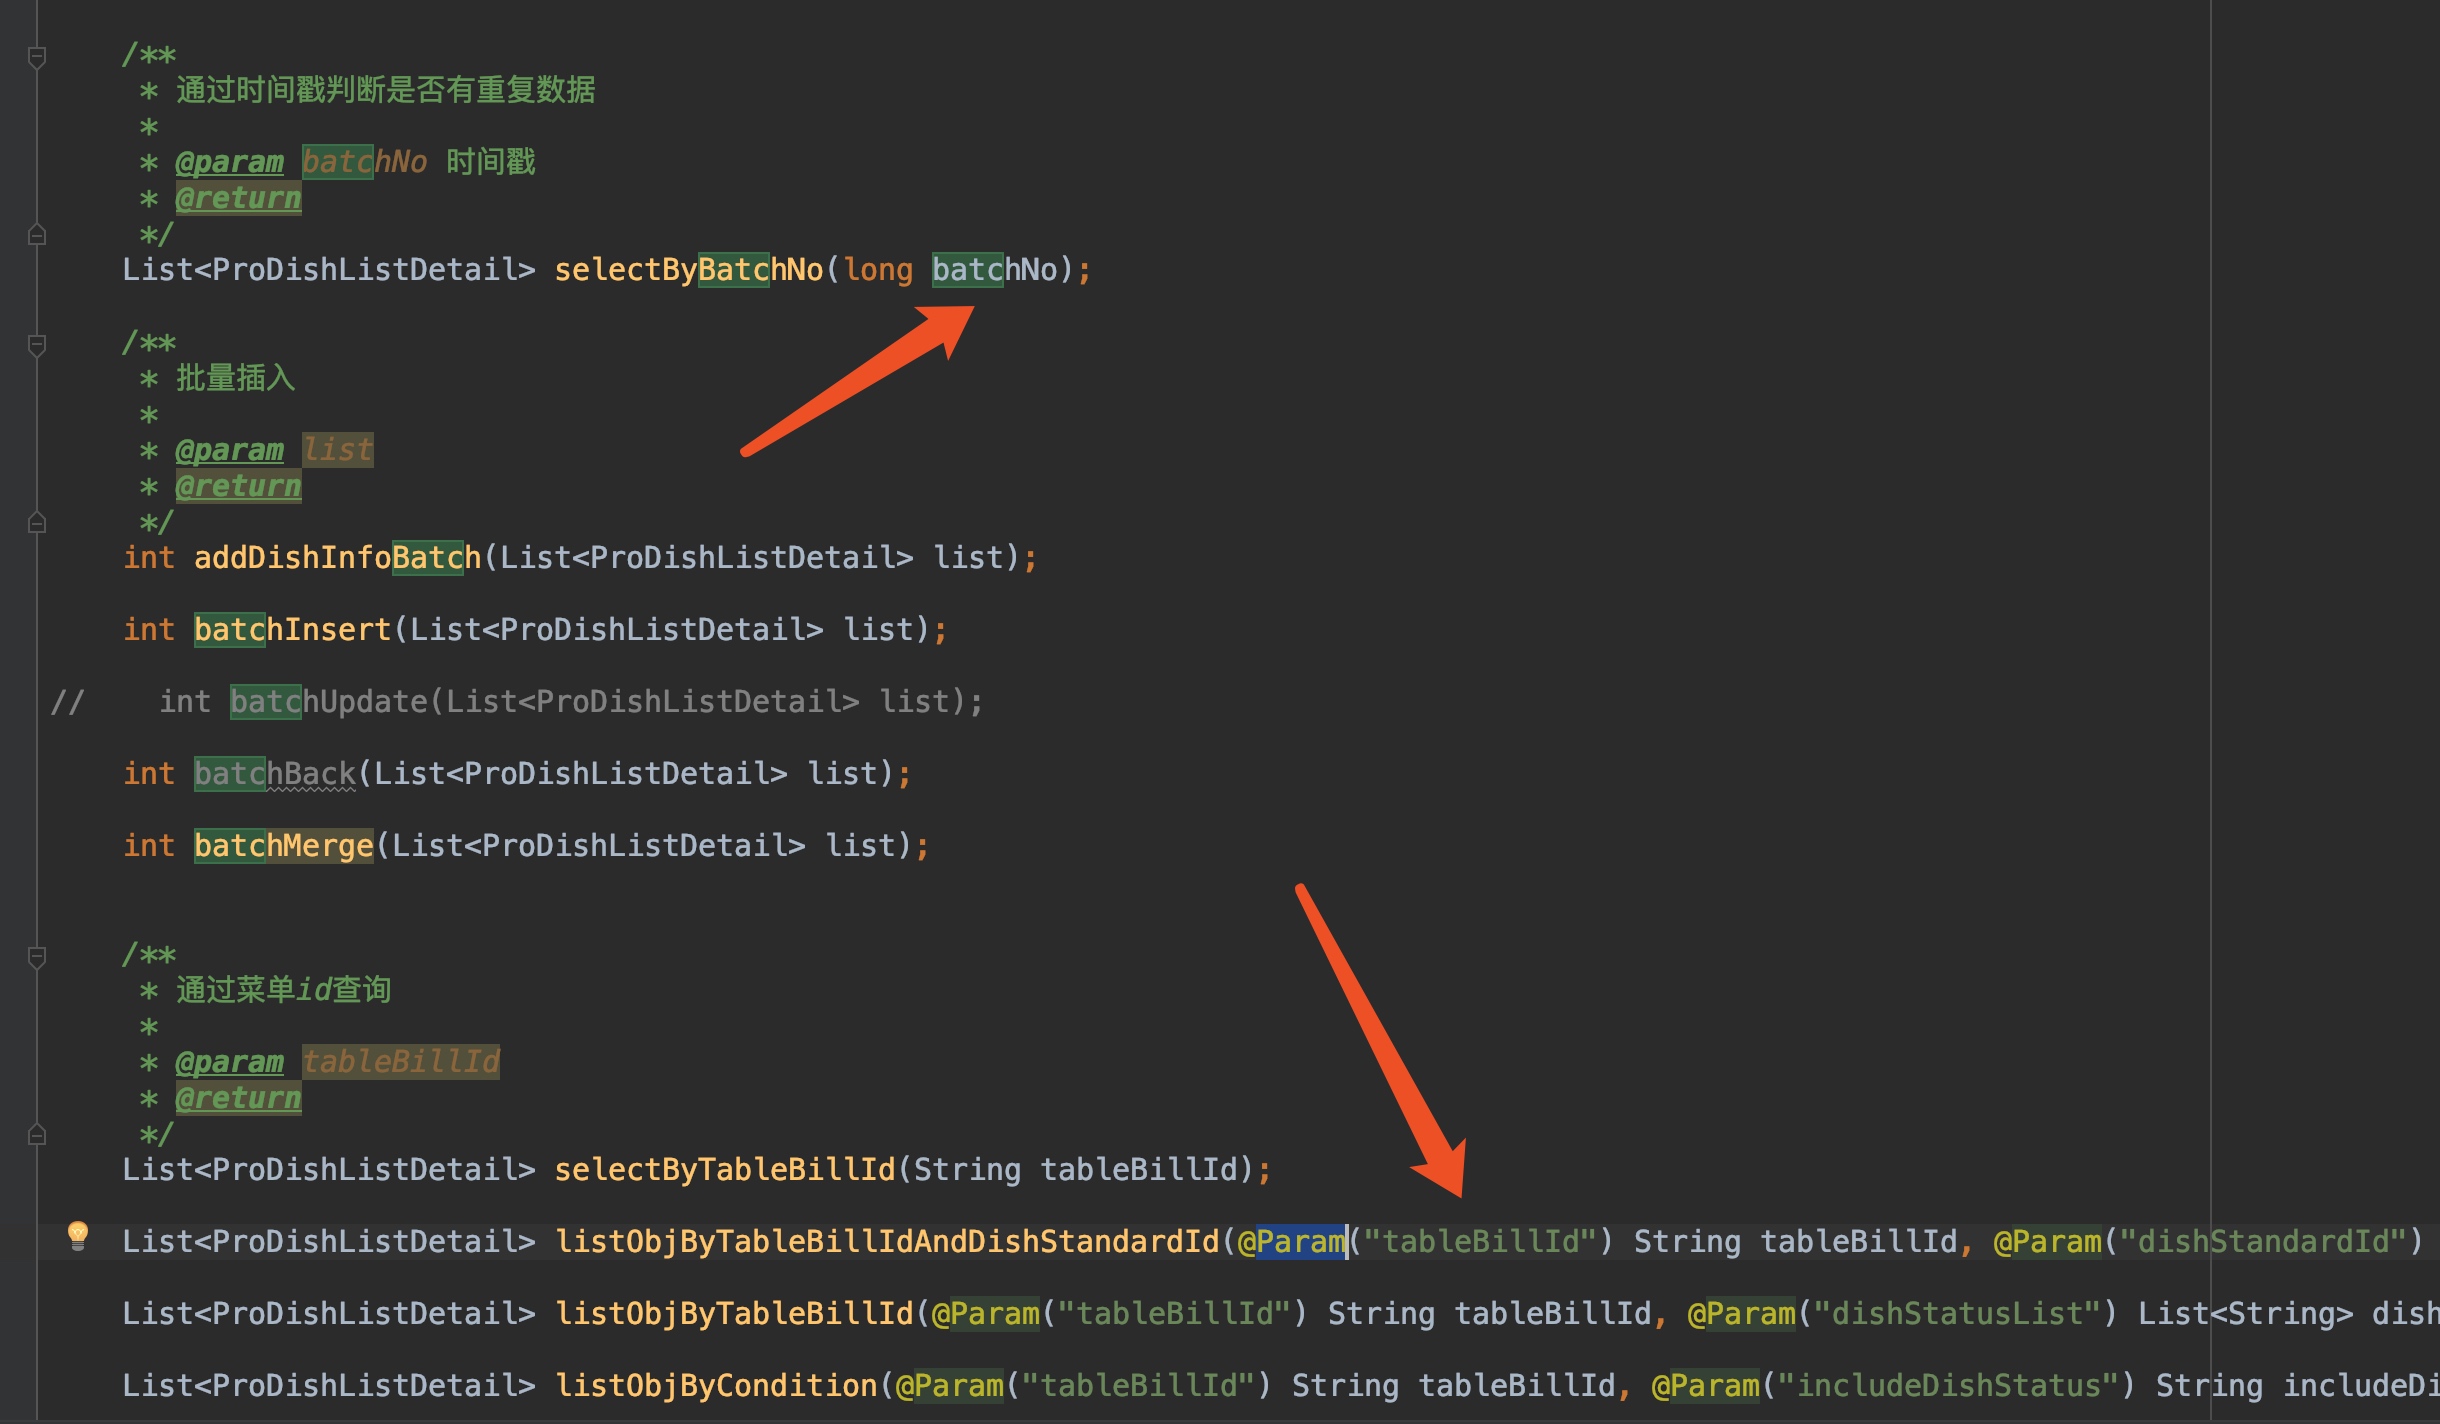 /**
* 通过时间戳判断是否有重复数据
*
* @param batchNo 时间戳
* @return
*/
List<ProDishListDetail> selectByBatchNo(long batchNo);
/**
* 批量插入
*
* @param list
* @return
*/
int addDishInfoBatch(List<ProDishListDetail> list);
int batchInsert(List<ProDishListDetail> list);
//    int batchUpdate(List<ProDishListDetail> list);
int batchBack(List<ProDishListDetail> list);
int batchMerge(List<ProDishListDetail> list);
/**
* 通过菜单id查询
*
* @param tableBillId
* @return
*/
List<ProDishListDetail> selectByTableBillId(String tableBillId);
List<ProDishListDetail> listObjByTableBillIdAndDishStandardId(@Param("tableBillId") String tableBillId, @Param("dishStandardId")
List<ProDishListDetail> listObjByTableBillId(@Param("tableBillId") String tableBillId, @Param("dishStatusList") List<String> dish
List<ProDishListDetail> listObjByCondition(@Param("tableBillId") String tableBillId, @Param("includeDishStatus") String includeDi